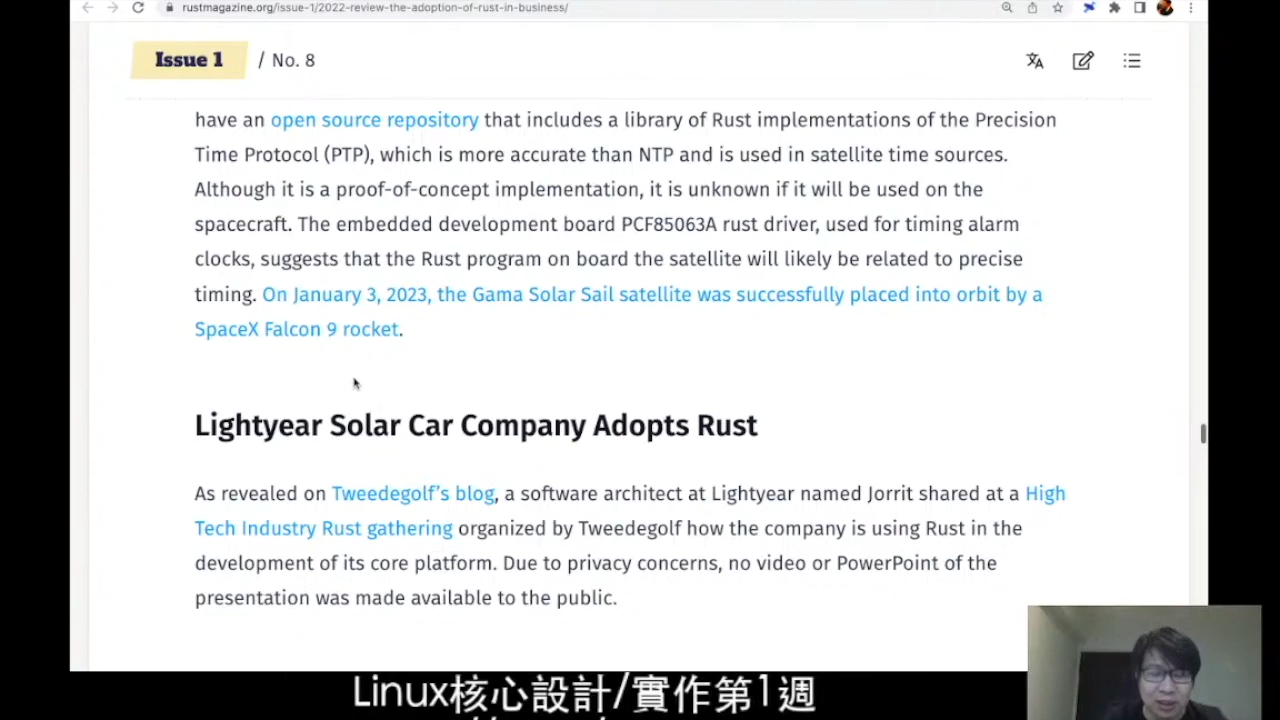 rustmagazine.org/issue-1/2022-review-the-adoption-of-rust-in-business/
Issue 1 / No. 8
have an open source repository that includes a library of Rust implementations of the Precision
Time Protocol (PTP), which is more accurate than NTP and is used in satellite time sources.
Although it is a proof-of-concept implementation, it is unknown if it will be used on the
spacecraft. The embedded development board PCF85063A rust driver, used for timing alarm
clocks, suggests that the Rust program on board the satellite will likely be related to precise
timing. On January 3, 2023, the Gama Solar Sail satellite was successfully placed into orbit by a
SpaceX Falcon 9 rocket.
Lightyear Solar Car Company Adopts Rust
As revealed on Tweedegolf’s blog, a software architect at Lightyear named Jorrit shared at a High
Tech Industry Rust gathering organized by Tweedegolf how the company is using Rust in the
development of its core platform. Due to privacy concerns, no video or PowerPoint of the
presentation was made available to the public.
Linux核心設計/實作第1週